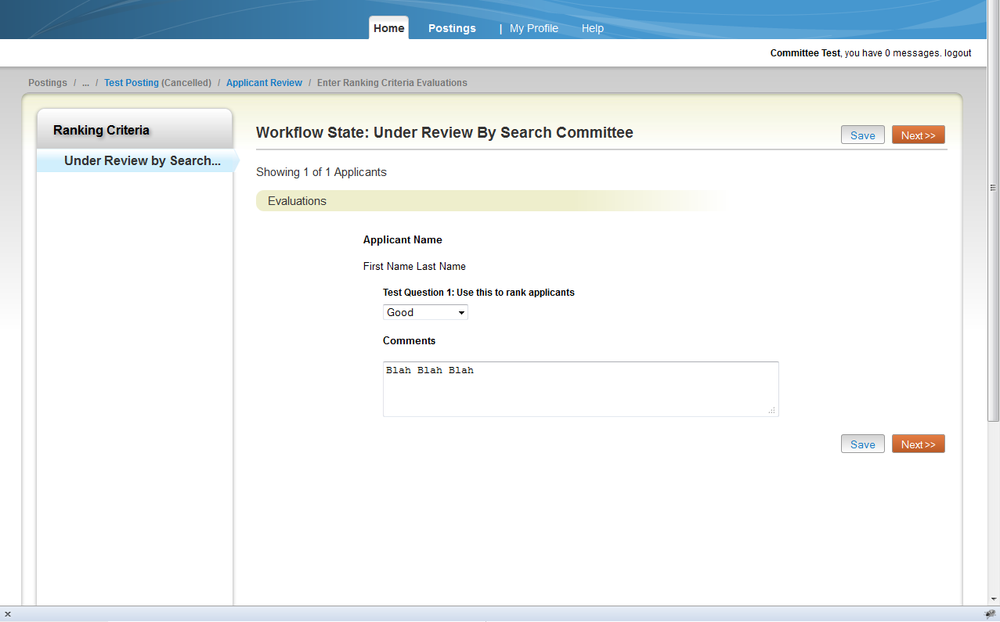 Home Postings | My Profile Help
Committee Test, you have 0 messages. logout
Postings / ... / Test Posting (Cancelled) / Applicant Review / Enter Ranking Criteria Evaluations
Ranking Criteria
Under Review by Search...
Workflow State: Under Review By Search Committee
Save Next >>
Showing 1 of 1 Applicants
Evaluations
Applicant Name
First Name Last Name
Test Question 1: Use this to rank applicants
Good
Comments
Blah Blah Blah
Save Next >>